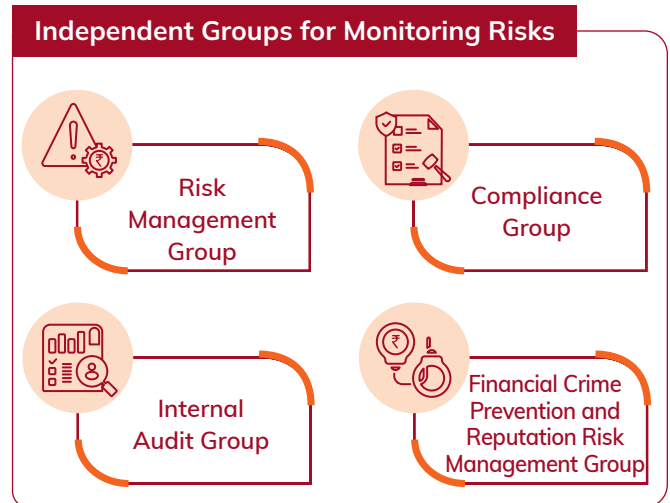 Independent Groups for Monitoring Risks
₹
Risk
Management
Group
Compliance
Group
Internal
Audit Group
₹
Financial Crime
Prevention and
Reputation Risk
Management Group